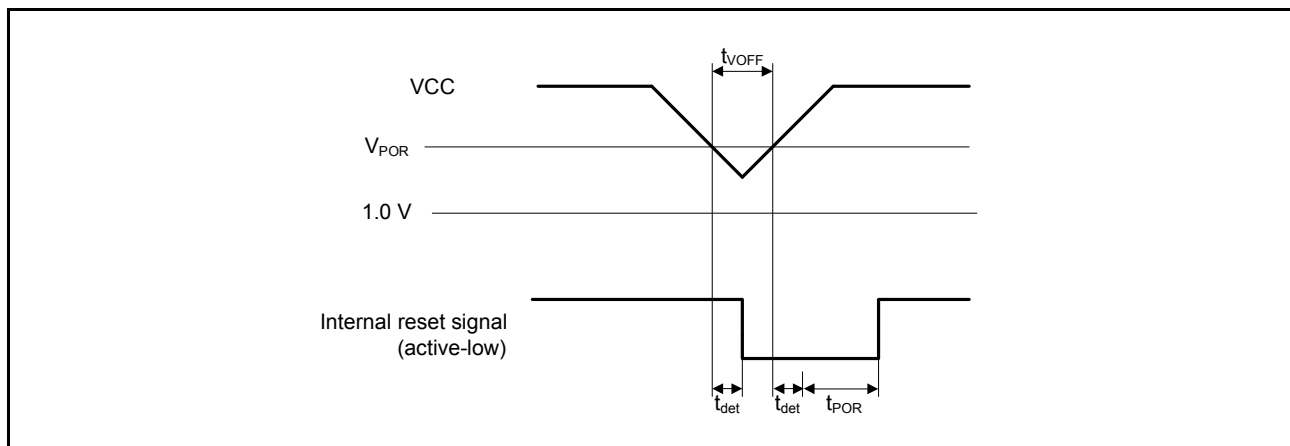 tVOFF
VCC
VPOR
1.0 V
Internal reset signal
(active-low)
tdet
tdet
tPOR